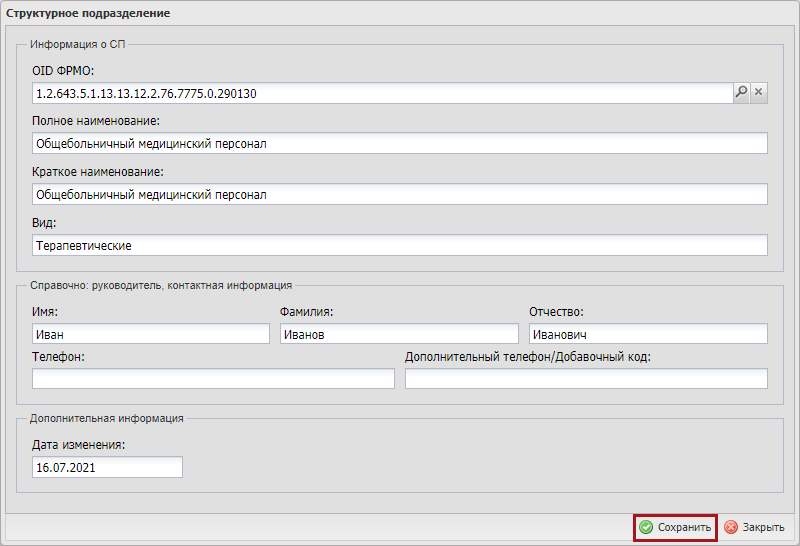 Структурное подразделение
Информация о СП
OID ФРМО:
1.2.643.5.1.13.13.12.2.76.7775.0.290130
Полное наименование:
Общебольничный медицинский персонал
Краткое наименование:
Общебольничный медицинский персонал
Вид:
Терапевтические
Справочно: руководитель, контактная информация
Имя: Фамилия: Отчество:
Иван Иванов Иванович
Телефон: Дополнительный телефон/Добавочный код:
Дополнительная информация
Дата изменения:
16.07.2021
Сохранить Закрыть